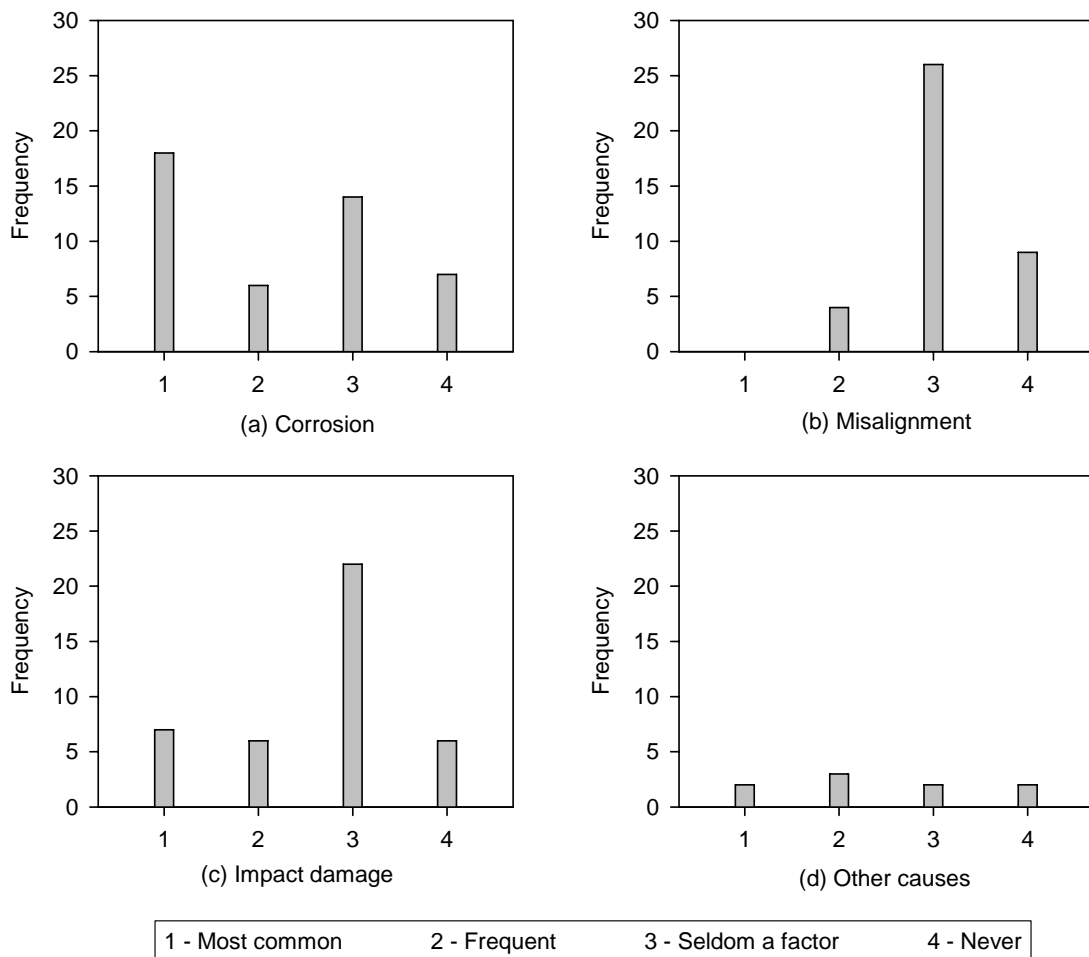 30
25
20
15
10
5
0
Frequency
1 2 3 4
(a) Corrosion
30
25
20
15
10
5
0
Frequency
1 2 3 4
(b) Misalignment
30
25
20
15
10
5
0
Frequency
1 2 3 4
(c) Impact damage
30
25
20
15
10
5
0
Frequency
1 2 3 4
(d) Other causes
1 - Most common 2 - Frequent 3 - Seldom a factor 4 - Never